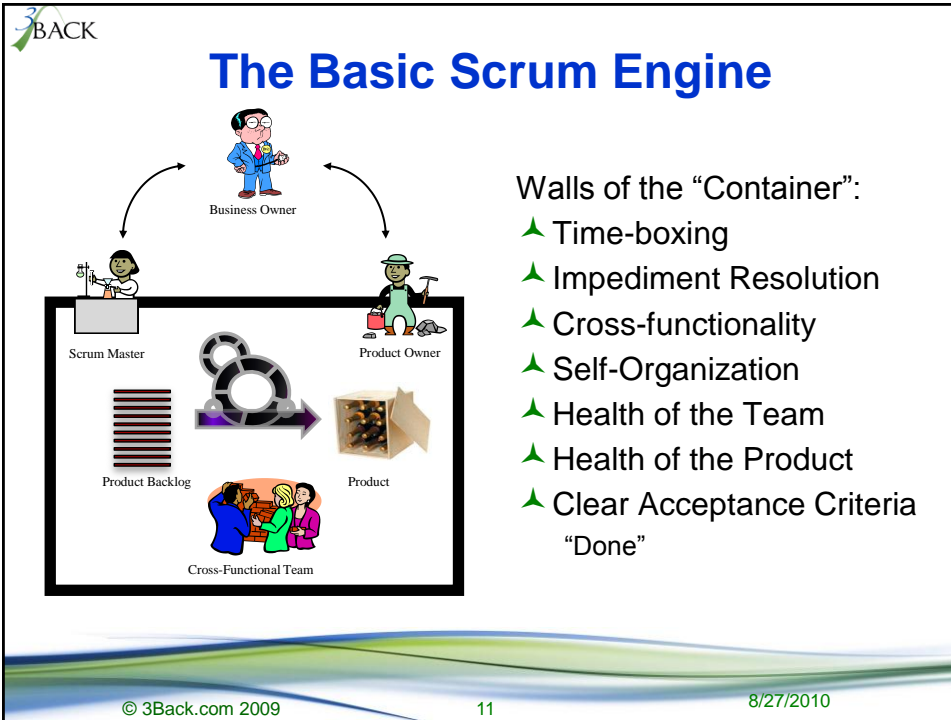 3BACK
The Basic Scrum Engine
Business Owner
Scrum Master
Product Owner
Product Backlog
Product
Cross-Functional Team
Walls of the “Container”:
Time-boxing
Impediment Resolution
Cross-functionality
Self-Organization
Health of the Team
Health of the Product
Clear Acceptance Criteria
“Done”
© 3Back.com 2009
11
8/27/2010